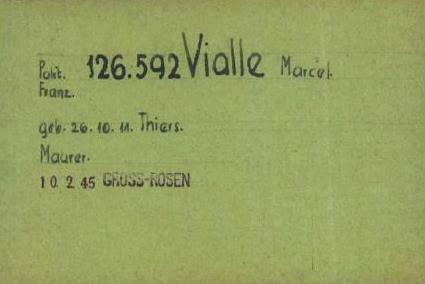 Polit. 126.592 Vialle Marcel.
Franz.
geb. 26.10.11. Thiers.
Maurer.
10.2.45 GROSS-ROSEN